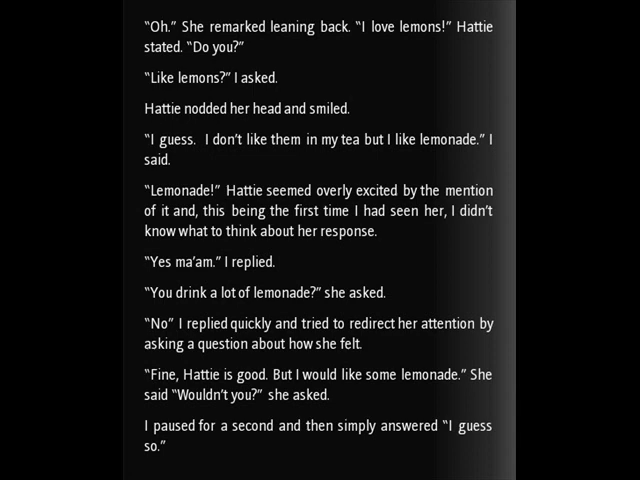 “Oh.” She remarked leaning back. “I love lemons!” Hattie
stated. “Do you?”
“Like lemons?” I asked.
Hattie nodded her head and smiled.
“I guess.  I don’t like them in my tea but I like lemonade.” I
said.
“Lemonade!” Hattie seemed overly excited by the mention
of it and, this being the first time I had seen her, I didn’t
know what to think about her response.
“Yes ma’am.” I replied.
“You drink a lot of lemonade?” she asked.
“No” I replied quickly and tried to redirect her attention by
asking a question about how she felt.
“Fine, Hattie is good. But I would like some lemonade.” She
said “Wouldn’t you?”  she asked.
I paused for a second and then simply answered “I guess
so.”